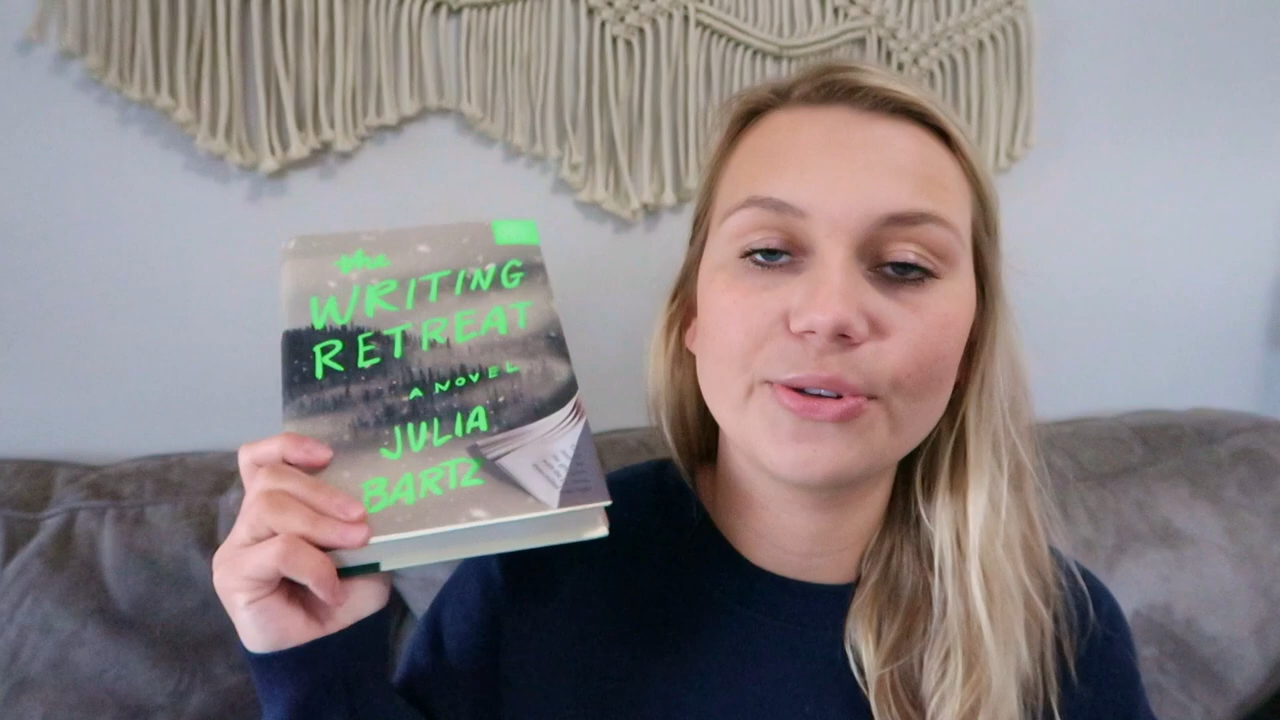 the
WRITING
RETREAT
A NOVEL
JULIA
BARTZ